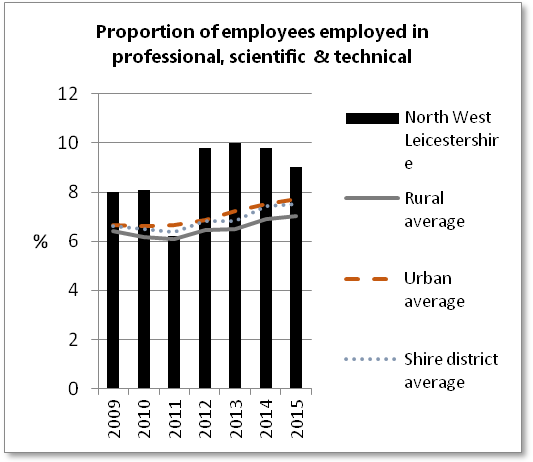 Proportion of employees employed in
professional, scientific & technical
12
10
8
6
4
2
0
%
2009
2010
2011
2012
2013
2014
2015
North West
Leicestershir
e
Rural
average
Urban
average
Shire district
average